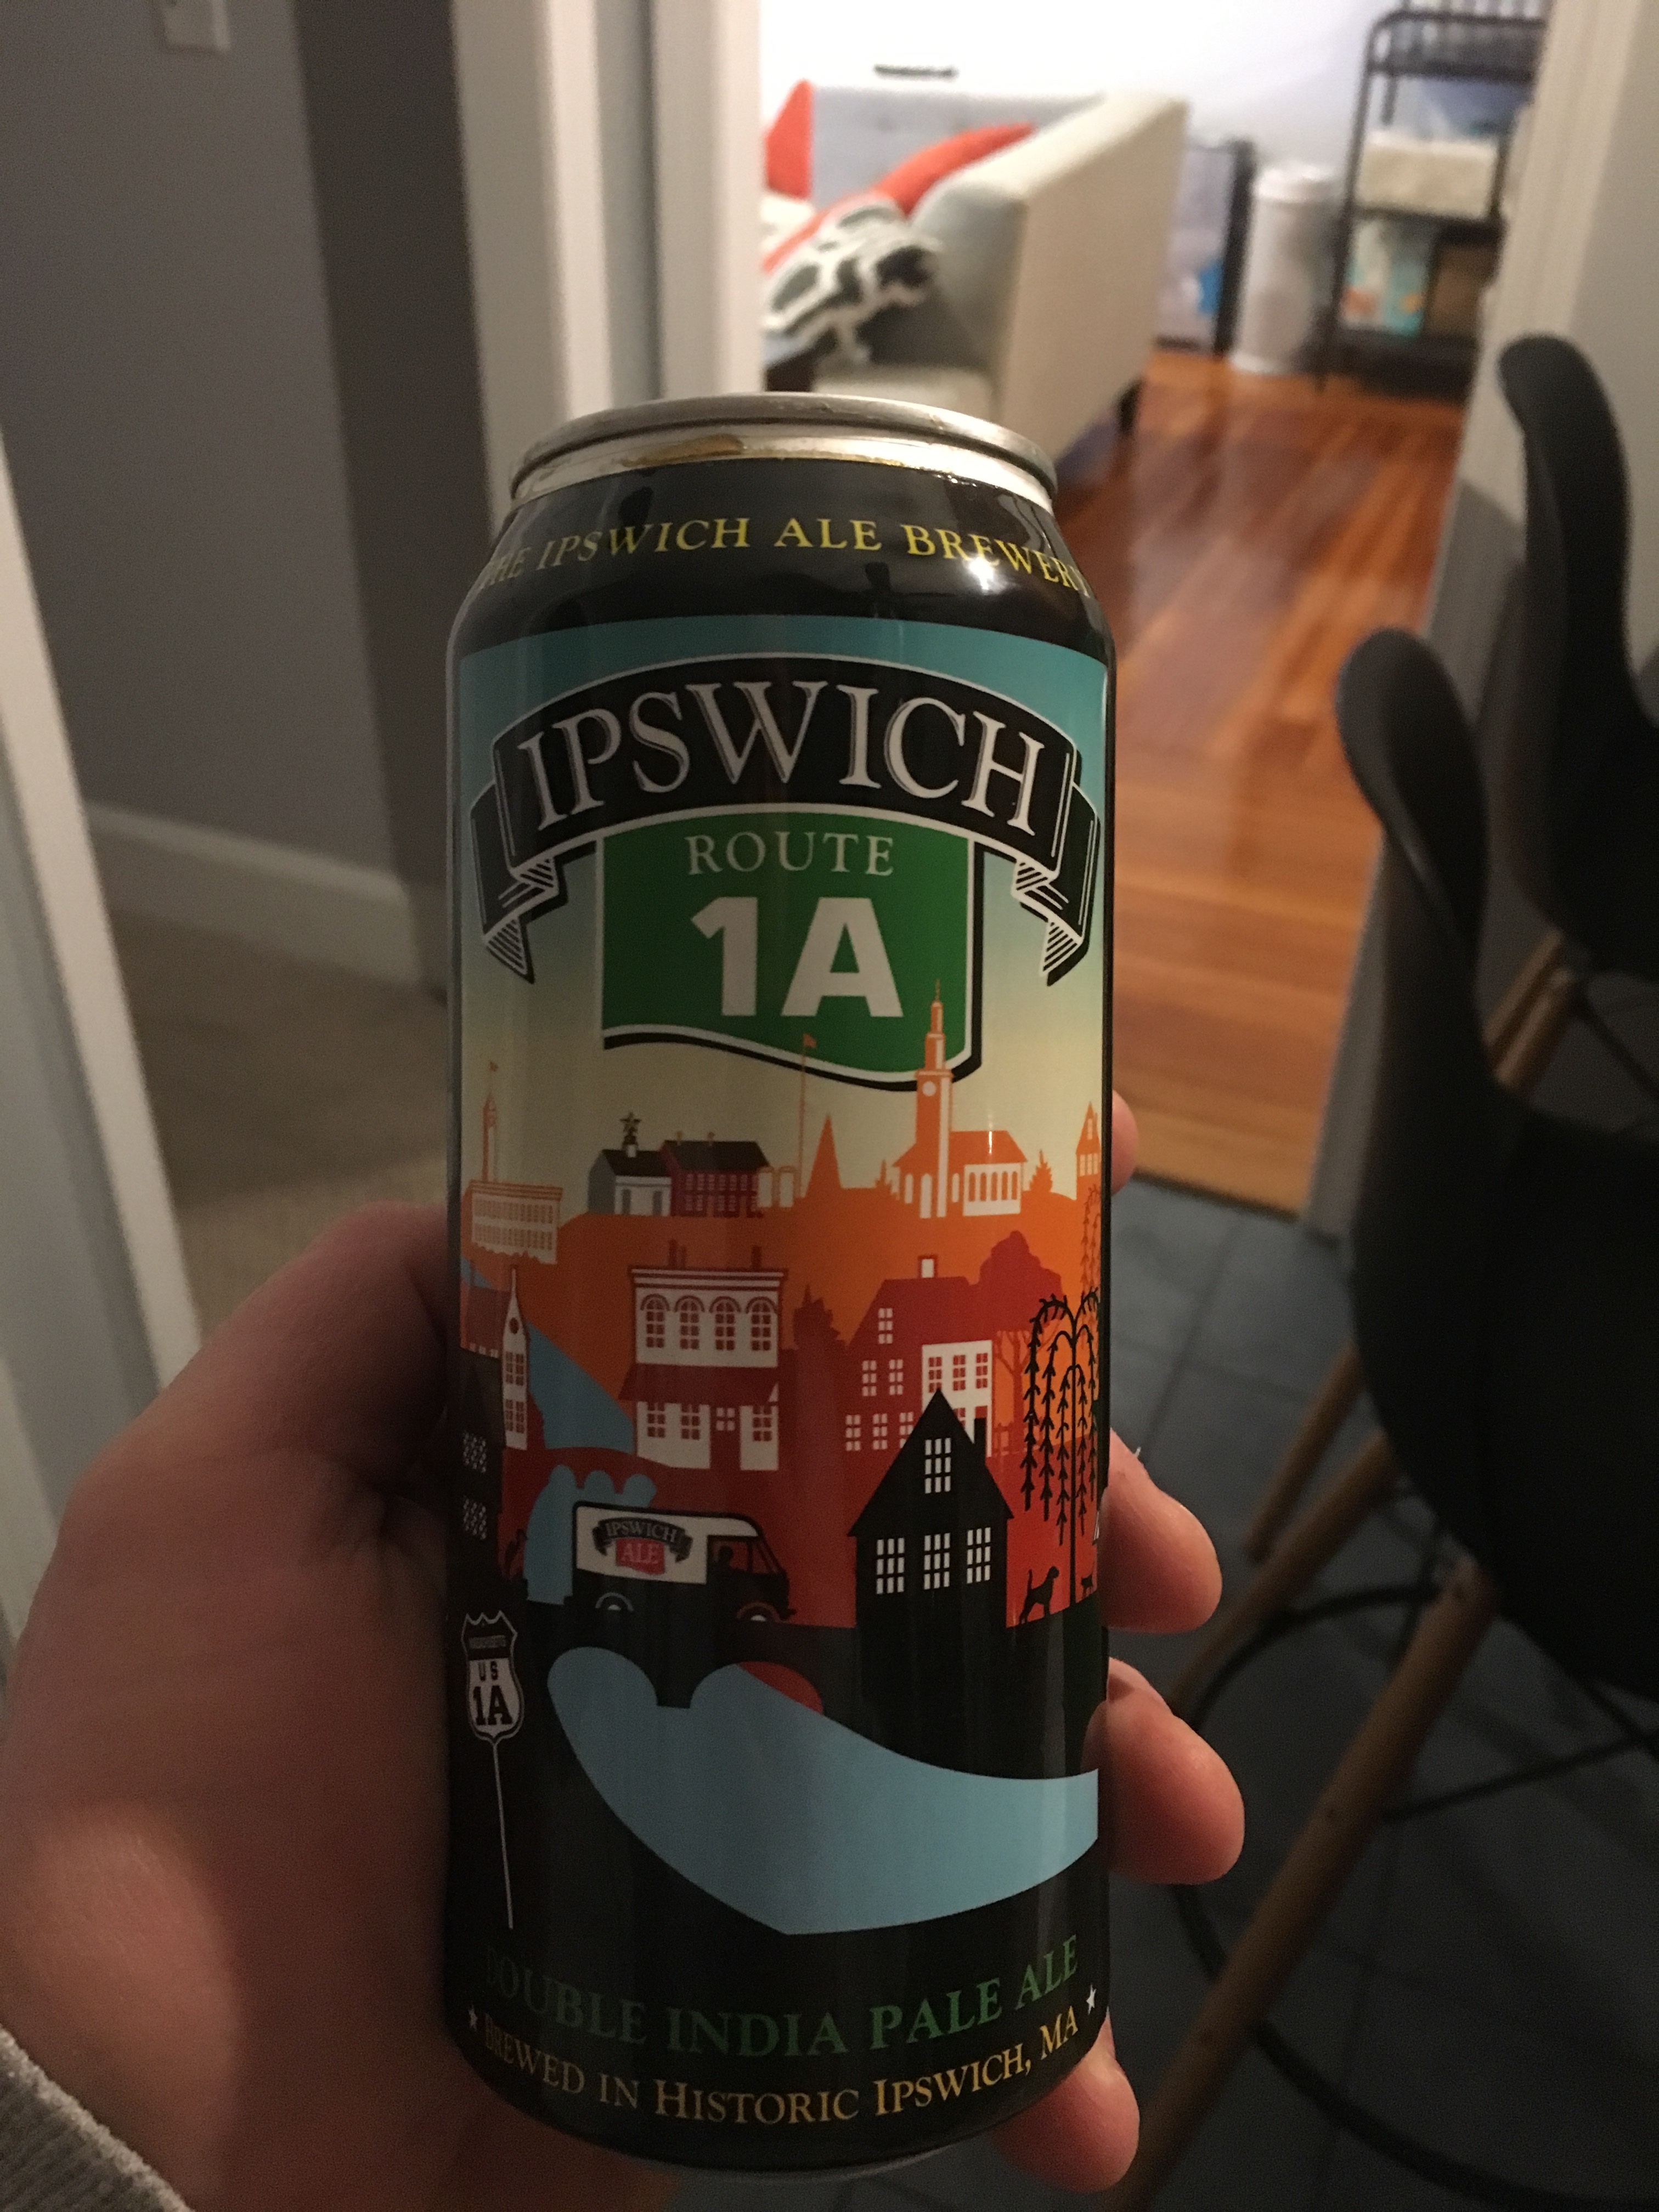 THE IPSWICH ALE BREWERY
IPSWICH
ROUTE
1A
IPSWICH
ALE
US
1A
DOUBLE INDIA PALE ALE
BREWED IN HISTORIC IPSWICH, MA